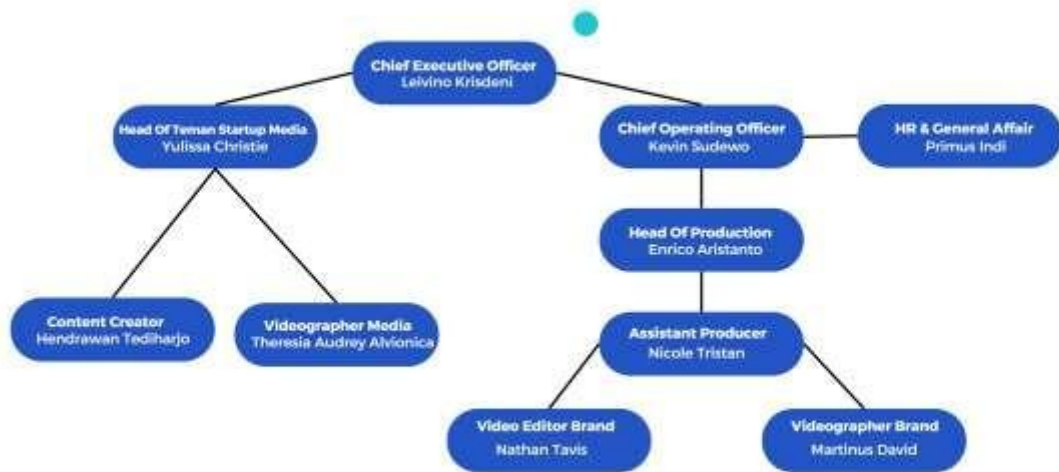 Chief Executive Officer
Leivino Krisdeni
Head Of Teman Startup Media
Yulissa Christie
Chief Operating Officer
Kevin Sudewo
HR & General Affair
Primus Indi
Head Of Production
Enrico Aristanto
Content Creator
Hendrawan Tediharjo
Videographer Media
Theresia Audrey Alvionica
Assistant Producer
Nicole Tristan
Video Editor Brand
Nathan Tavis
Videographer Brand
Martinus David